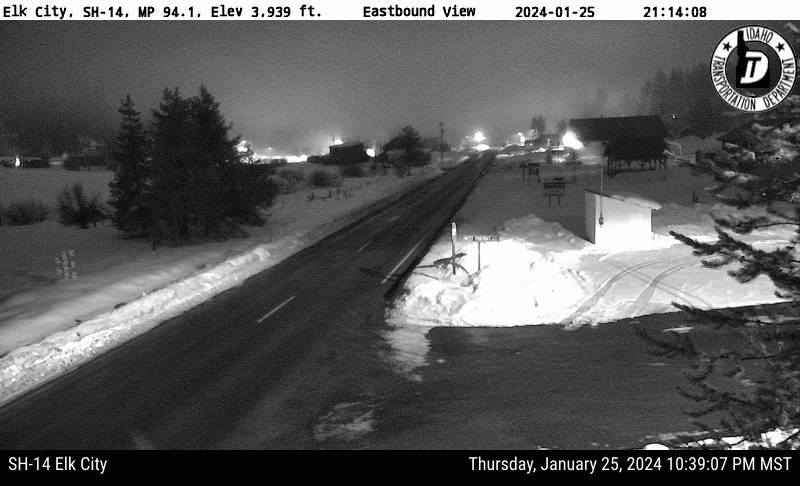 Elk City, SH-14, MP 94.1, Elev 3,939 ft. Eastbound View 2024-01-25 21:14:08
IDAHO
TRANSPORTATION DEPARTMENT
SH-14 Elk City Thursday, January 25, 2024 10:39:07 PM MST